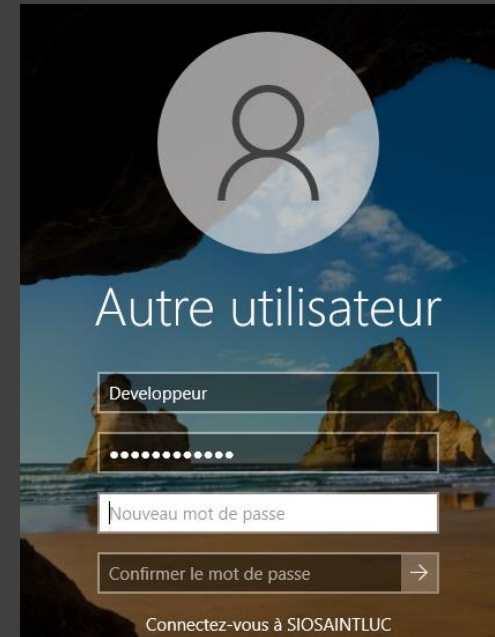 Autre utilisateur
Developpeur
••••••••••••
Nouveau mot de passe
Confirmer le mot de passe
Connectez-vous à SIOSAINTLUC